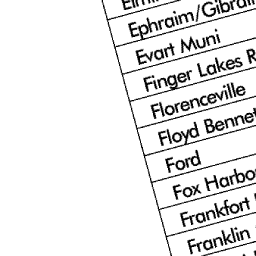 Ephraim/Gibral
Evart Muni
Finger Lakes R
Florenceville
Floyd Bennet
Ford
Fox Harbo
Frankfort
Franklin